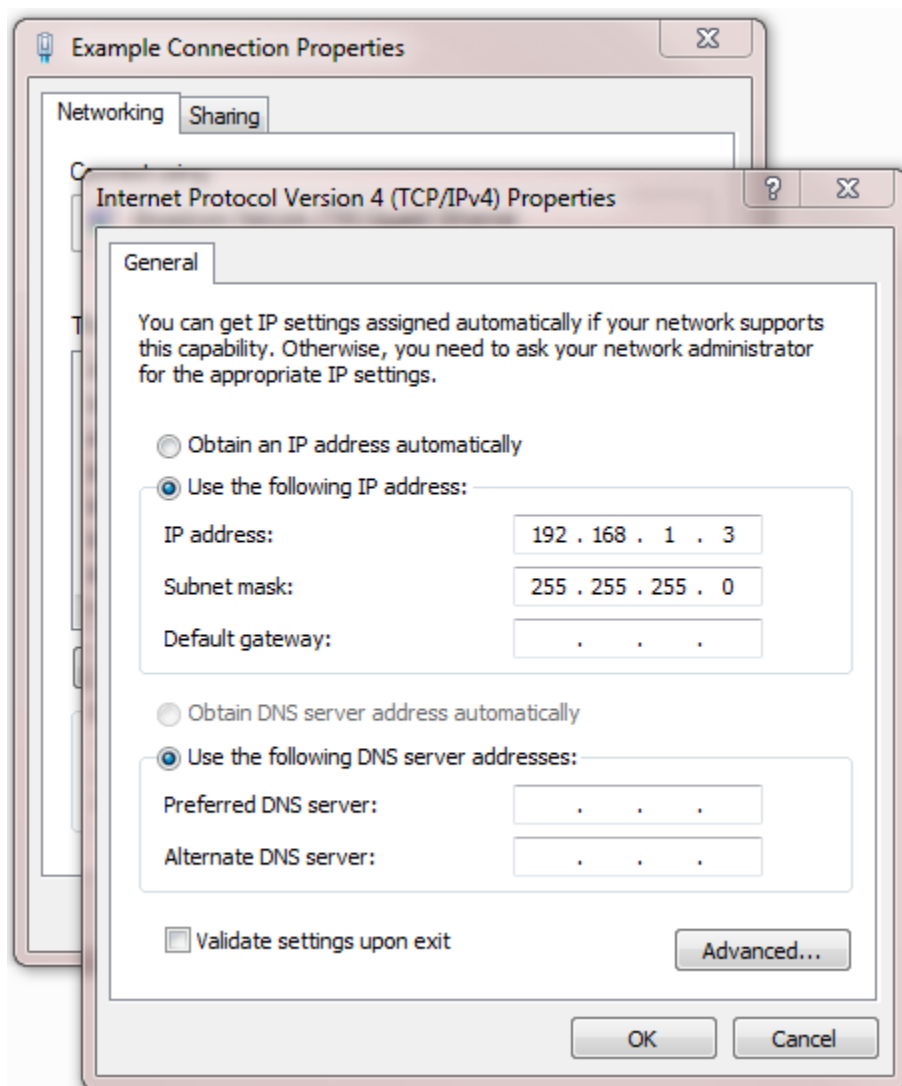 Example Connection Properties
Networking
Sharing
Internet Protocol Version 4 (TCP/IPv4) Properties
General
You can get IP settings assigned automatically if your network supports
this capability. Otherwise, you need to ask your network administrator
for the appropriate IP settings.
Obtain an IP address automatically
Use the following IP address:
IP address: 192 . 168 . 1 . 3
Subnet mask: 255 . 255 . 255 . 0
Default gateway: . . .
Obtain DNS server address automatically
Use the following DNS server addresses:
Preferred DNS server: . . .
Alternate DNS server: . . .
Validate settings upon exit
Advanced...
OK
Cancel